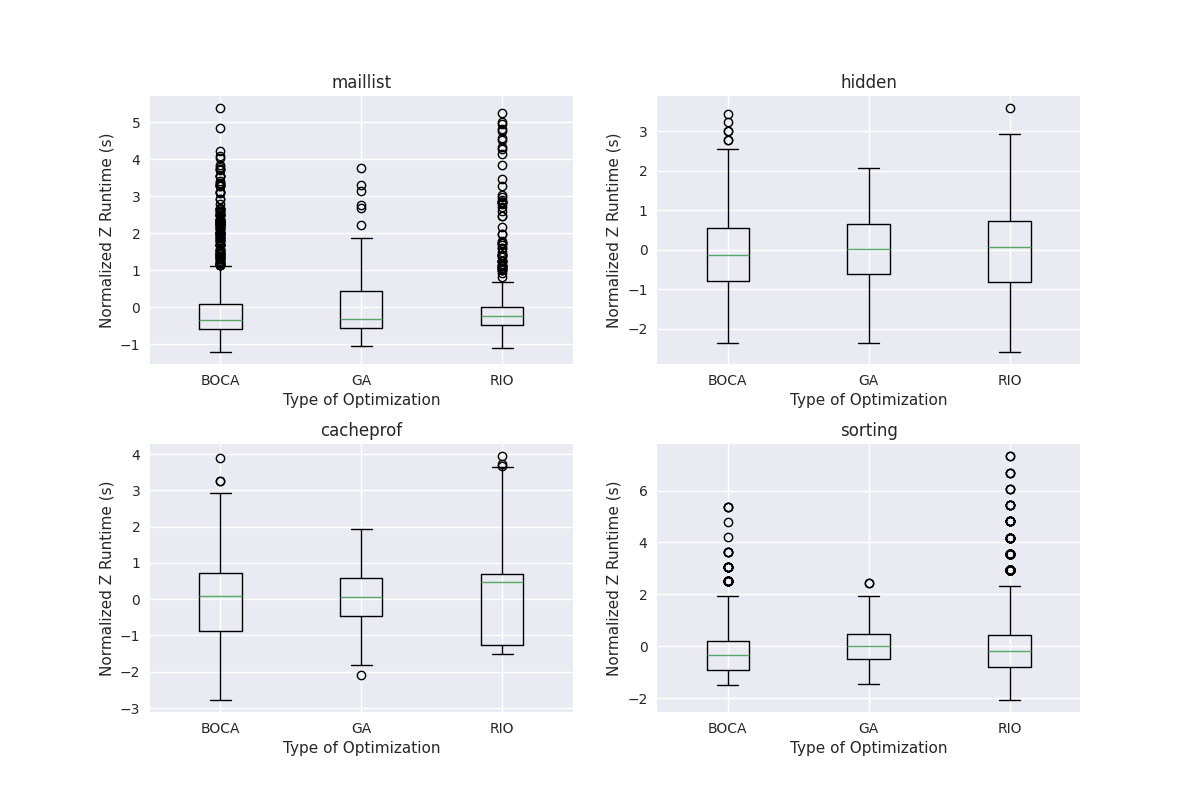 maillist
Normalized Z Runtime (s)
5
4
3
2
1
0
−1
BOCA GA RIO
Type of Optimization
hidden
Normalized Z Runtime (s)
3
2
1
0
−1
−2
BOCA GA RIO
Type of Optimization
cacheprof
Normalized Z Runtime (s)
4
3
2
1
0
−1
−2
−3
BOCA GA RIO
Type of Optimization
sorting
Normalized Z Runtime (s)
6
4
2
0
−2
BOCA GA RIO
Type of Optimization